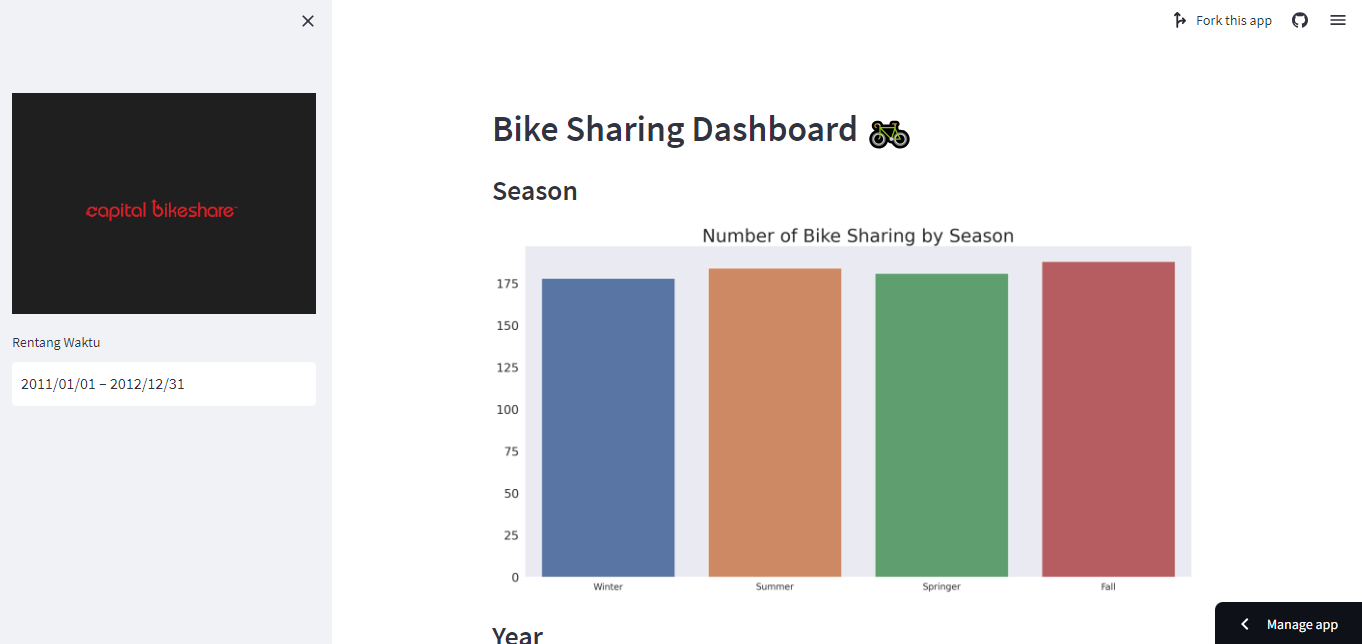 Fork this app
capital bikeshare
Rentang Waktu
2011/01/01 – 2012/12/31
Bike Sharing Dashboard
Season
Number of Bike Sharing by Season
175
150
125
100
75
50
25
0
Winter Summer Springer Fall
Year
Manage app